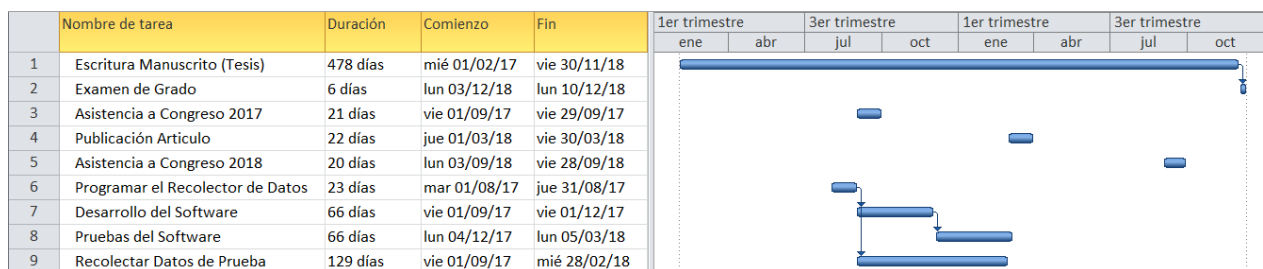 Nombre de tarea Duración Comienzo Fin 1er trimestre 3er trimestre 1er trimestre 3er trimestre
ene abr jul oct ene abr jul oct
1 Escritura Manuscrito (Tesis) 478 días mié 01/02/17 vie 30/11/18
2 Examen de Grado 6 días lun 03/12/18 lun 10/12/18
3 Asistencia a Congreso 2017 21 días vie 01/09/17 vie 29/09/17
4 Publicación Articulo 22 días jue 01/03/18 vie 30/03/18
5 Asistencia a Congreso 2018 20 días lun 03/09/18 vie 28/09/18
6 Programar el Recolector de Datos 23 días mar 01/08/17 jue 31/08/17
7 Desarrollo del Software 66 días vie 01/09/17 vie 01/12/17
8 Pruebas del Software 66 días lun 04/12/17 lun 05/03/18
9 Recolectar Datos de Prueba 129 días vie 01/09/17 mié 28/02/18